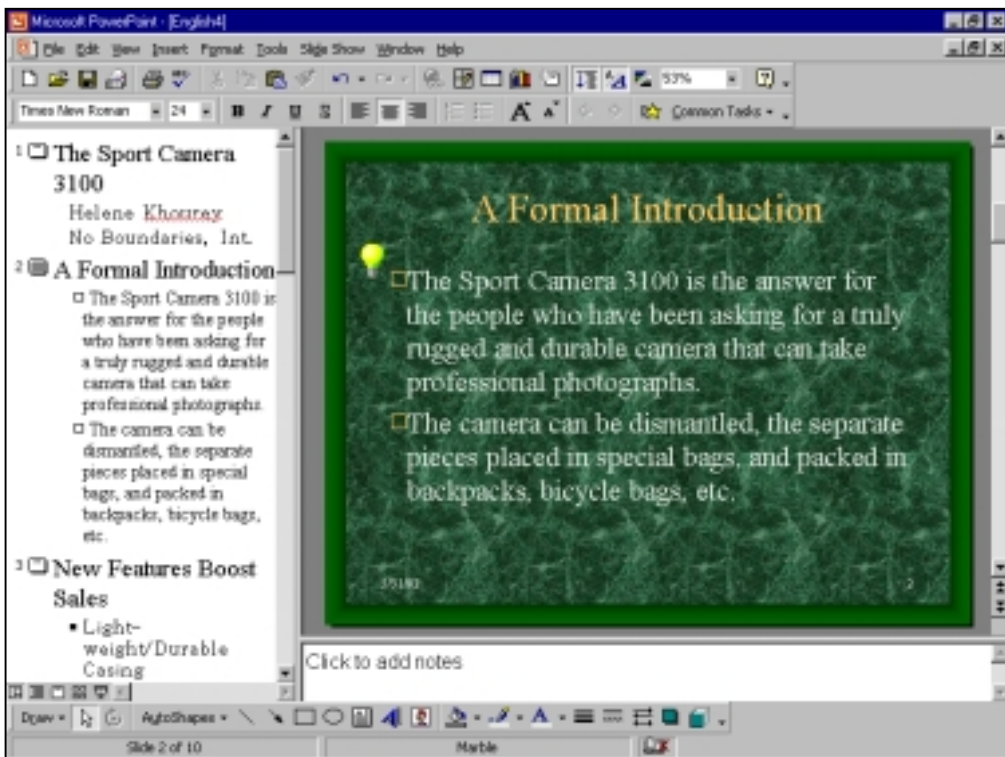 Microsoft PowerPoint - [English4]
File Edit View Insert Format Tools Slide Show Window Help
53%
Times New Roman 24 B I U S A A Common Tasks
1 The Sport Camera
3100
Helene Khouray
No Boundaries, Int.
2 A Formal Introduction
The Sport Camera 3100 is
the answer for the people
who have been asking for
a truly rugged and durable
camera that can take
professional photographs.
The camera can be
dismantled, the separate
pieces placed in special
bags, and packed in
backpacks, bicycle bags,
etc.
3 New Features Boost
Sales
Light-
weight/Durable
Casing
A Formal Introduction
The Sport Camera 3100 is the answer for
the people who have been asking for a truly
rugged and durable camera that can take
professional photographs.
The camera can be dismantled, the separate
pieces placed in special bags, and packed in
backpacks, bicycle bags, etc.
2
Click to add notes
Draw AutoShapes A
Slide 2 of 10 Marble